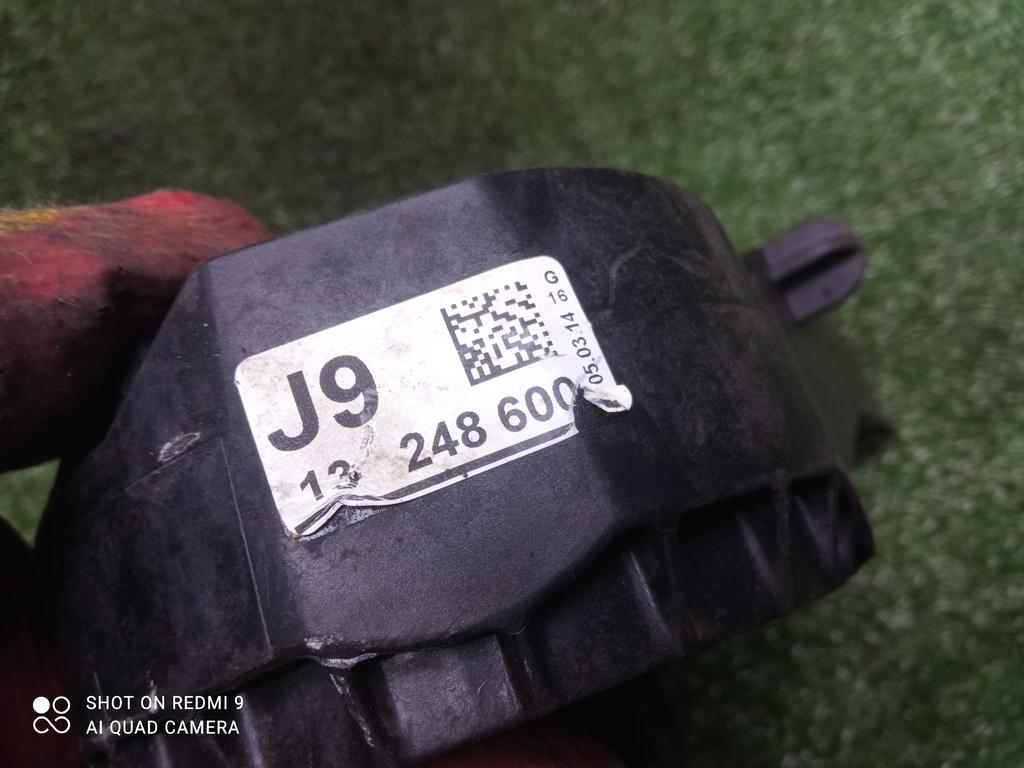 J9
13 248 600
05.03.14 16 G
SHOT ON REDMI 9
AI QUAD CAMERA